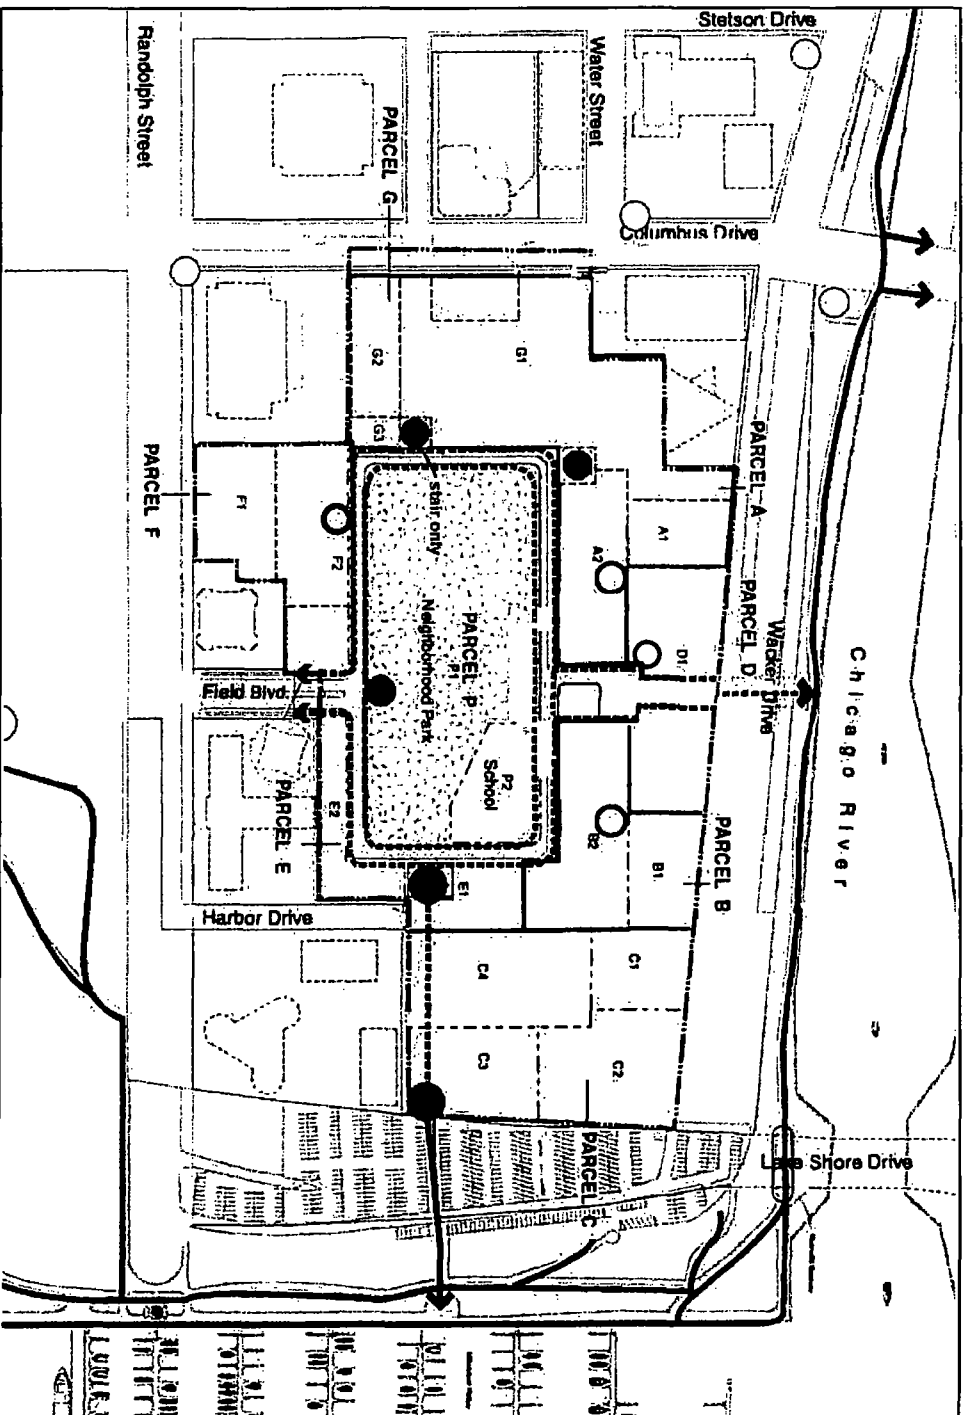 Stetson Drive
Randolph Street
Water Street
PARCEL G
Columbus Drive
G2
G1
G3
PARCEL F
stair only
PARCEL A
F1
F2
A2
A1
PARCEL D
D1
Wacker Drive
Chicago River
PARCEL P
P1
Neighborhood Park
P2
School
Field Blvd.
PARCEL E
E2
E1
B2
B1
PARCEL B
Harbor Drive
C4
C1
C3
C2
PARCEL C
Lake Shore Drive